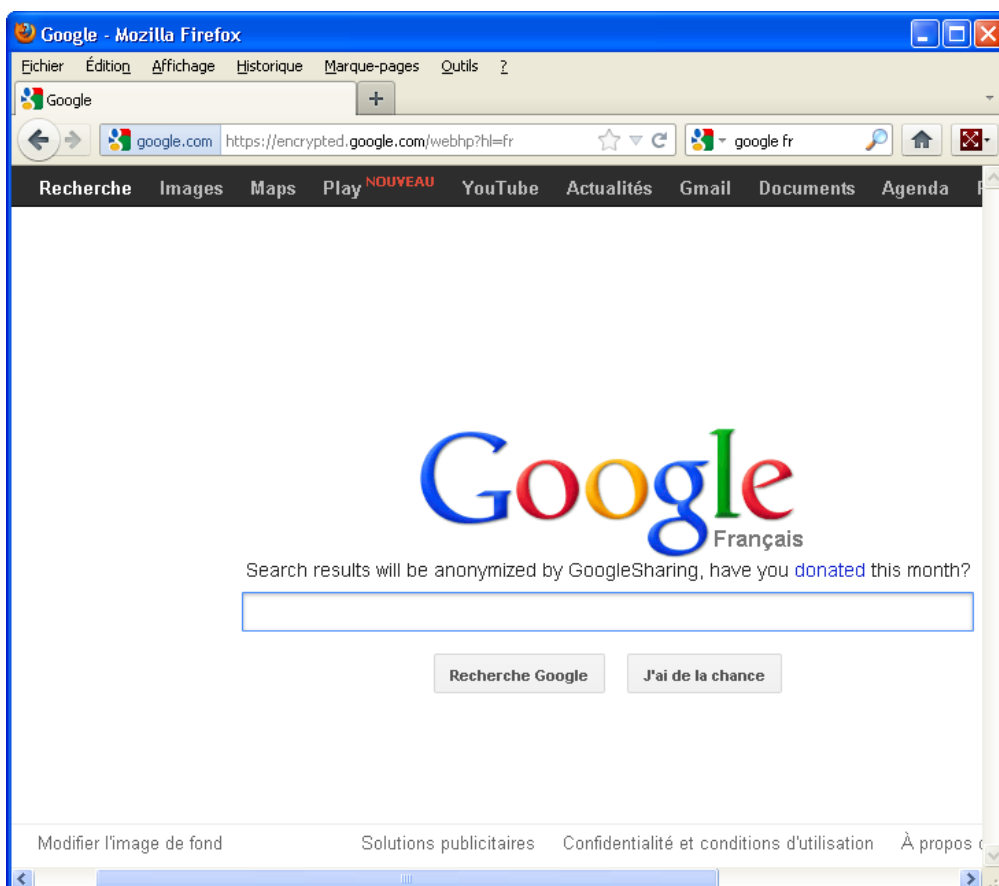 Google - Mozilla Firefox
Fichier Édition Affichage Historique Marque-pages Outils ?
Google +
google.com https://encrypted.google.com/webhp?hl=fr google fr
Recherche Images Maps Play NOUVEAU YouTube Actualités Gmail Documents Agenda
Google
Français
Search results will be anonymized by GoogleSharing, have you donated this month?
Recherche Google J'ai de la chance
Modifier l'image de fond Solutions publicitaires Confidentialité et conditions d'utilisation À propos